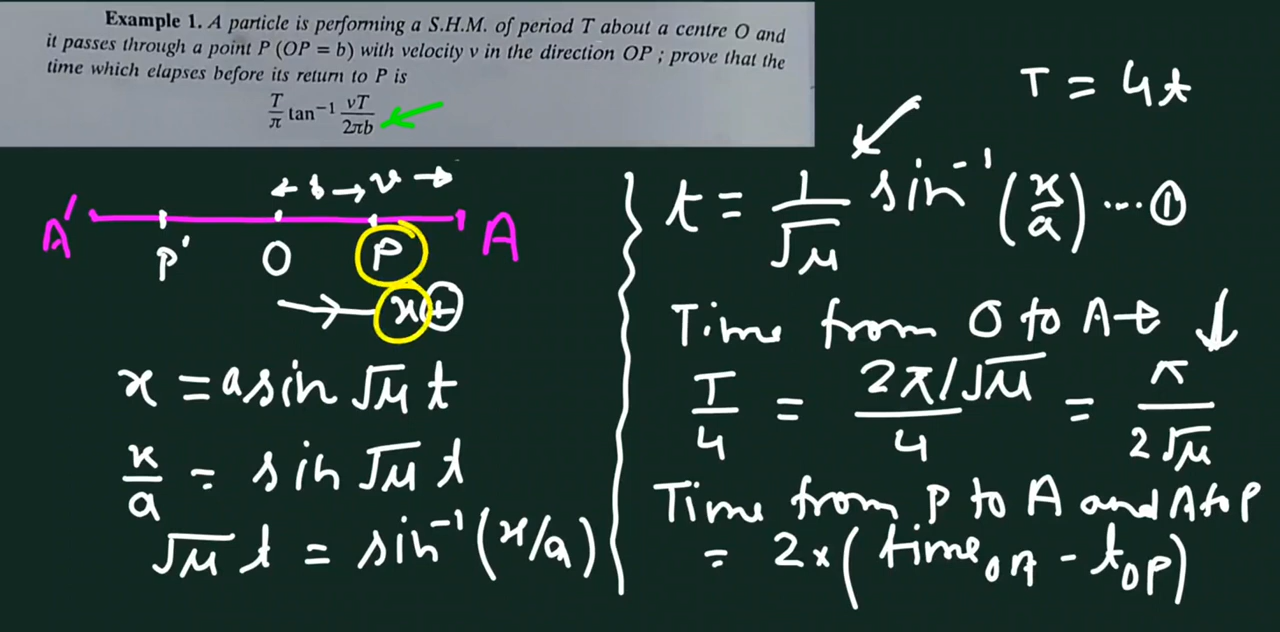 Example 1. A particle is performing a S.H.M. of period T about a centre O and
it passes through a point P (OP = b) with velocity v in the direction OP ; prove that the
time which elapses before its return to P is
T/π tan⁻¹ vT/2πb
A' P' O P A
← b → v →
x +
x = a sin √μ t
x/a = sin √μ t
√μ t = sin⁻¹ (x/a)
T = 4t
t = 1/√μ sin⁻¹ (x/a) ... ①
Time from O to A →
T/4 = 2π/√μ / 4 = π / 2√μ
Time from P to A and A to P
= 2 × ( time OA - t OP )